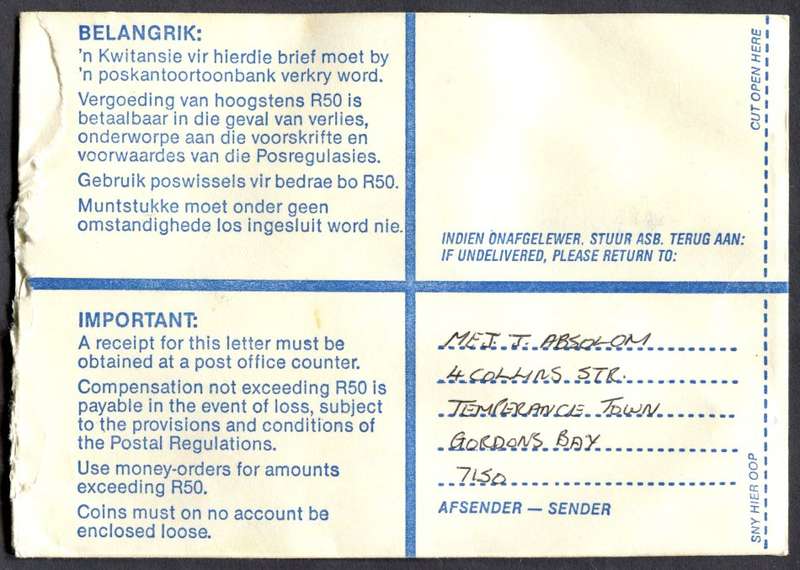 BELANGRIK:
'n Kwitansie vir hierdie brief moet by
'n poskantoortoonbank verkry word.
Vergoeding van hoogstens R50 is
betaalbaar in die geval van verlies,
onderworpe aan die voorskrifte en
voorwaardes van die Posregulasies.
Gebruik poswissels vir bedrae bo R50.
Muntstukke moet onder geen
omstandighede los ingesluit word nie.
CUT OPEN HERE
INDIEN ONAFGELEWER, STUUR ASB. TERUG AAN:
IF UNDELIVERED, PLEASE RETURN TO:
IMPORTANT:
A receipt for this letter must be
obtained at a post office counter.
Compensation not exceeding R50 is
payable in the event of loss, subject
to the provisions and conditions of
the Postal Regulations.
Use money-orders for amounts
exceeding R50.
Coins must on no account be
enclosed loose.
MEJ. J. ABSOLOM
4 COLLINS STR.
TEMPERANCE TOWN
GORDONS BAY
7150
AFSENDER — SENDER
SNY HIER OOP